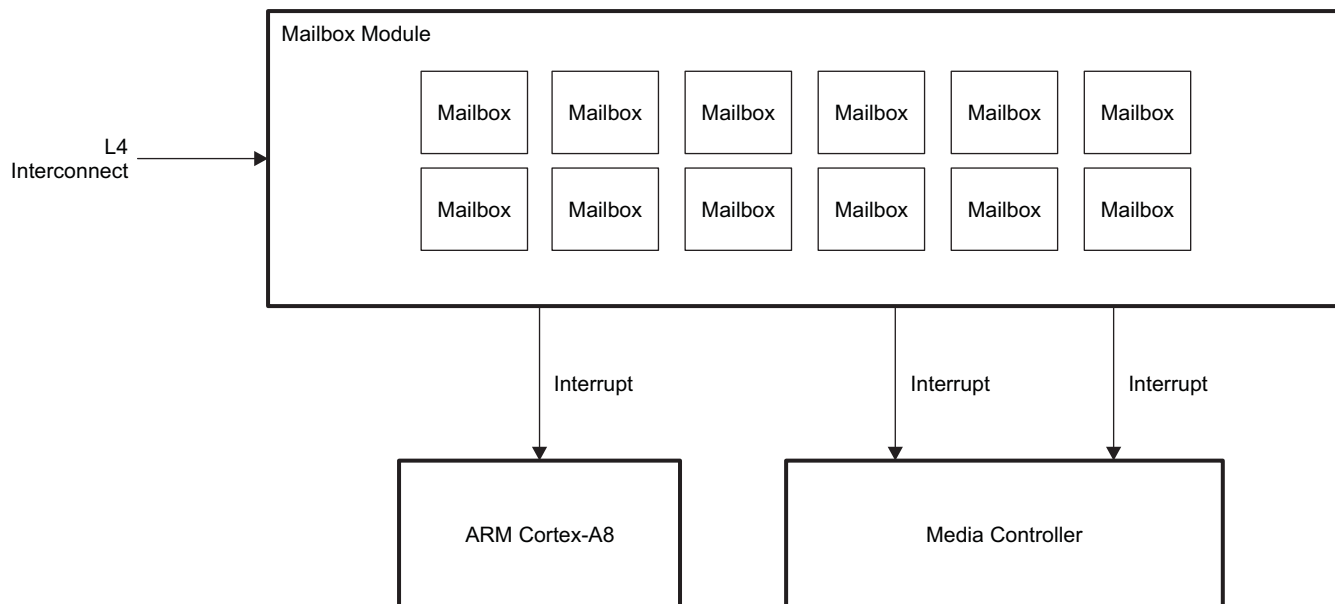 Mailbox Module
Mailbox Mailbox Mailbox Mailbox Mailbox Mailbox
L4
Interconnect
Mailbox Mailbox Mailbox Mailbox Mailbox Mailbox
Interrupt Interrupt Interrupt
ARM Cortex-A8 Media Controller